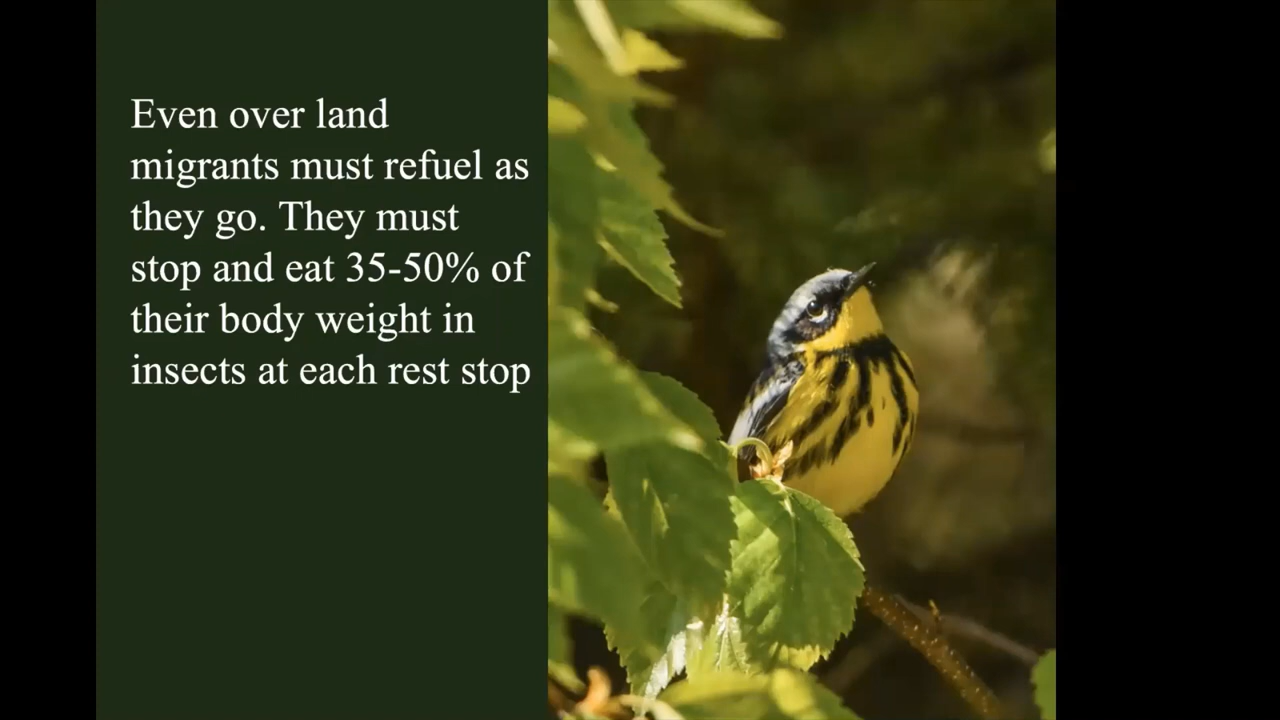 Even over land
migrants must refuel as
they go. They must
stop and eat 35-50% of
their body weight in
insects at each rest stop